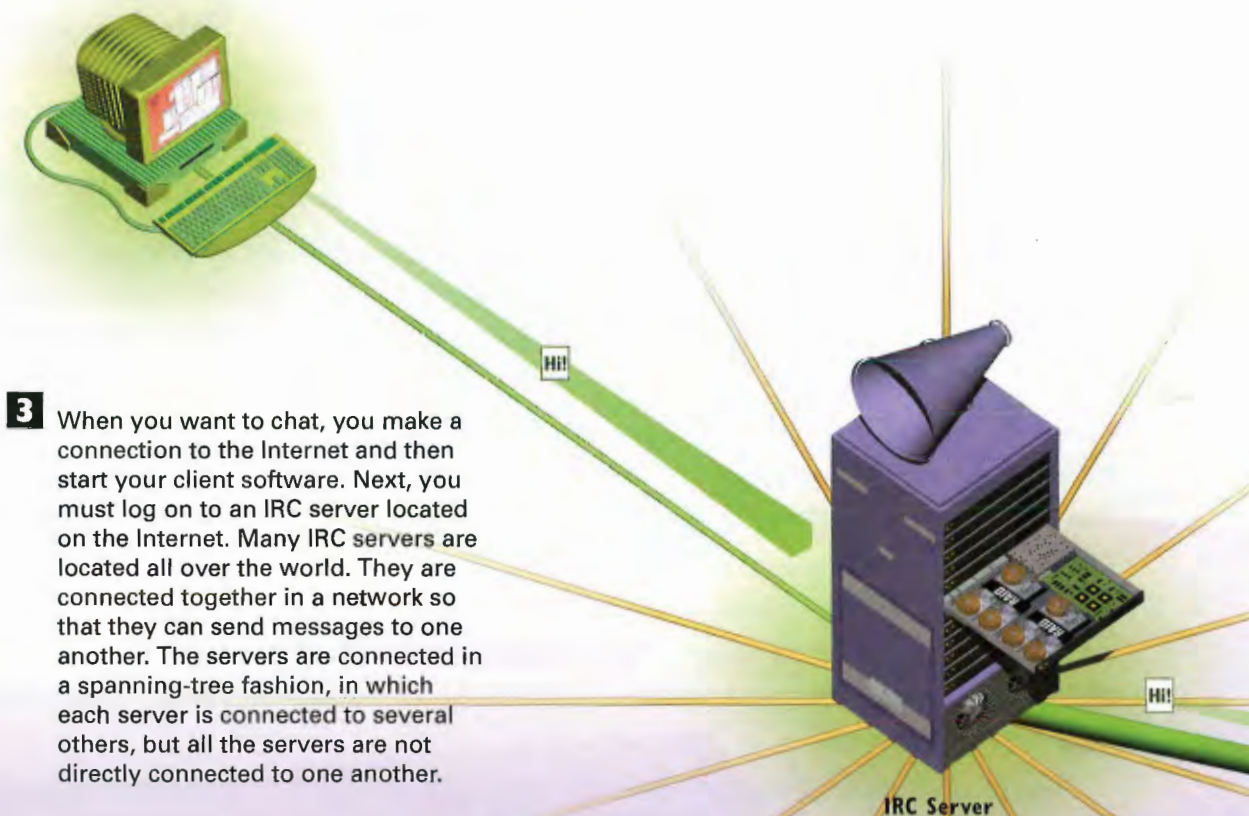 Hi!
3 When you want to chat, you make a
connection to the Internet and then
start your client software. Next, you
must log on to an IRC server located
on the Internet. Many IRC servers are
located all over the world. They are
connected together in a network so
that they can send messages to one
another. The servers are connected in
a spanning-tree fashion, in which
each server is connected to several
others, but all the servers are not
directly connected to one another.
RAID
RAID
Hi!
IRC Server